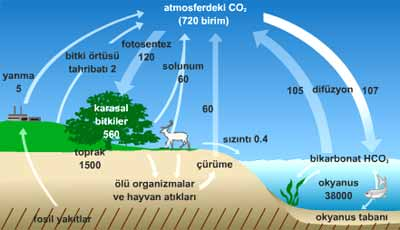 atmosferdeki CO₂
(720 birim)
bitki örtüsü
tahribatı 2
fotosentez
120
solunum
60
yanma
5
105
difüzyon
107
60
karasal
bitkiler
560
sızıntı 0.4
toprak
1500
çürüme
bikarbonat HCO₃
ölü organizmalar
ve hayvan atıkları
okyanus
38000
fosil yakıtlar
okyanus tabanı